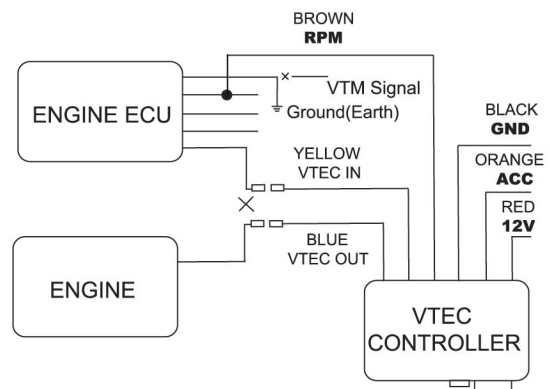 BROWN
RPM
VTM Signal
ENGINE ECU
Ground(Earth)
BLACK
GND
YELLOW
VTEC IN
ORANGE
ACC
RED
12V
BLUE
VTEC OUT
ENGINE
VTEC
CONTROLLER